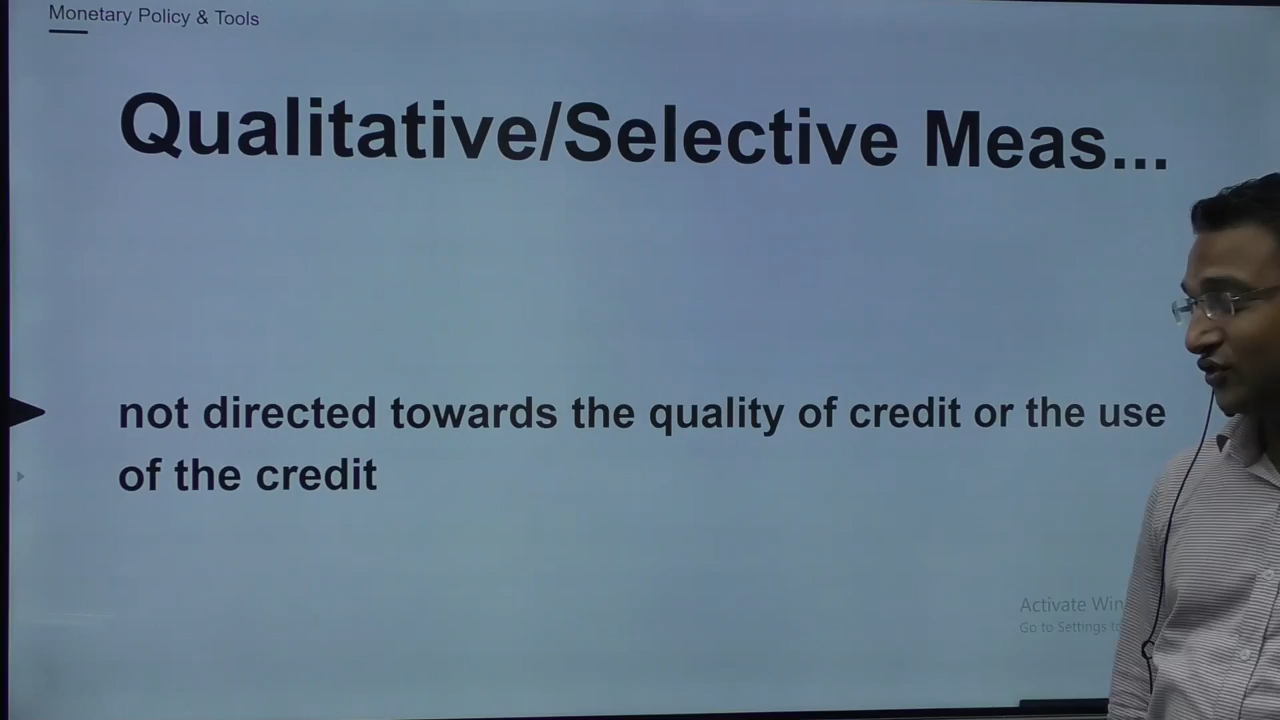 Monetary Policy & Tools
Qualitative/Selective Meas...
not directed towards the quality of credit or the use
of the credit
Activate Win
Go to Settings to